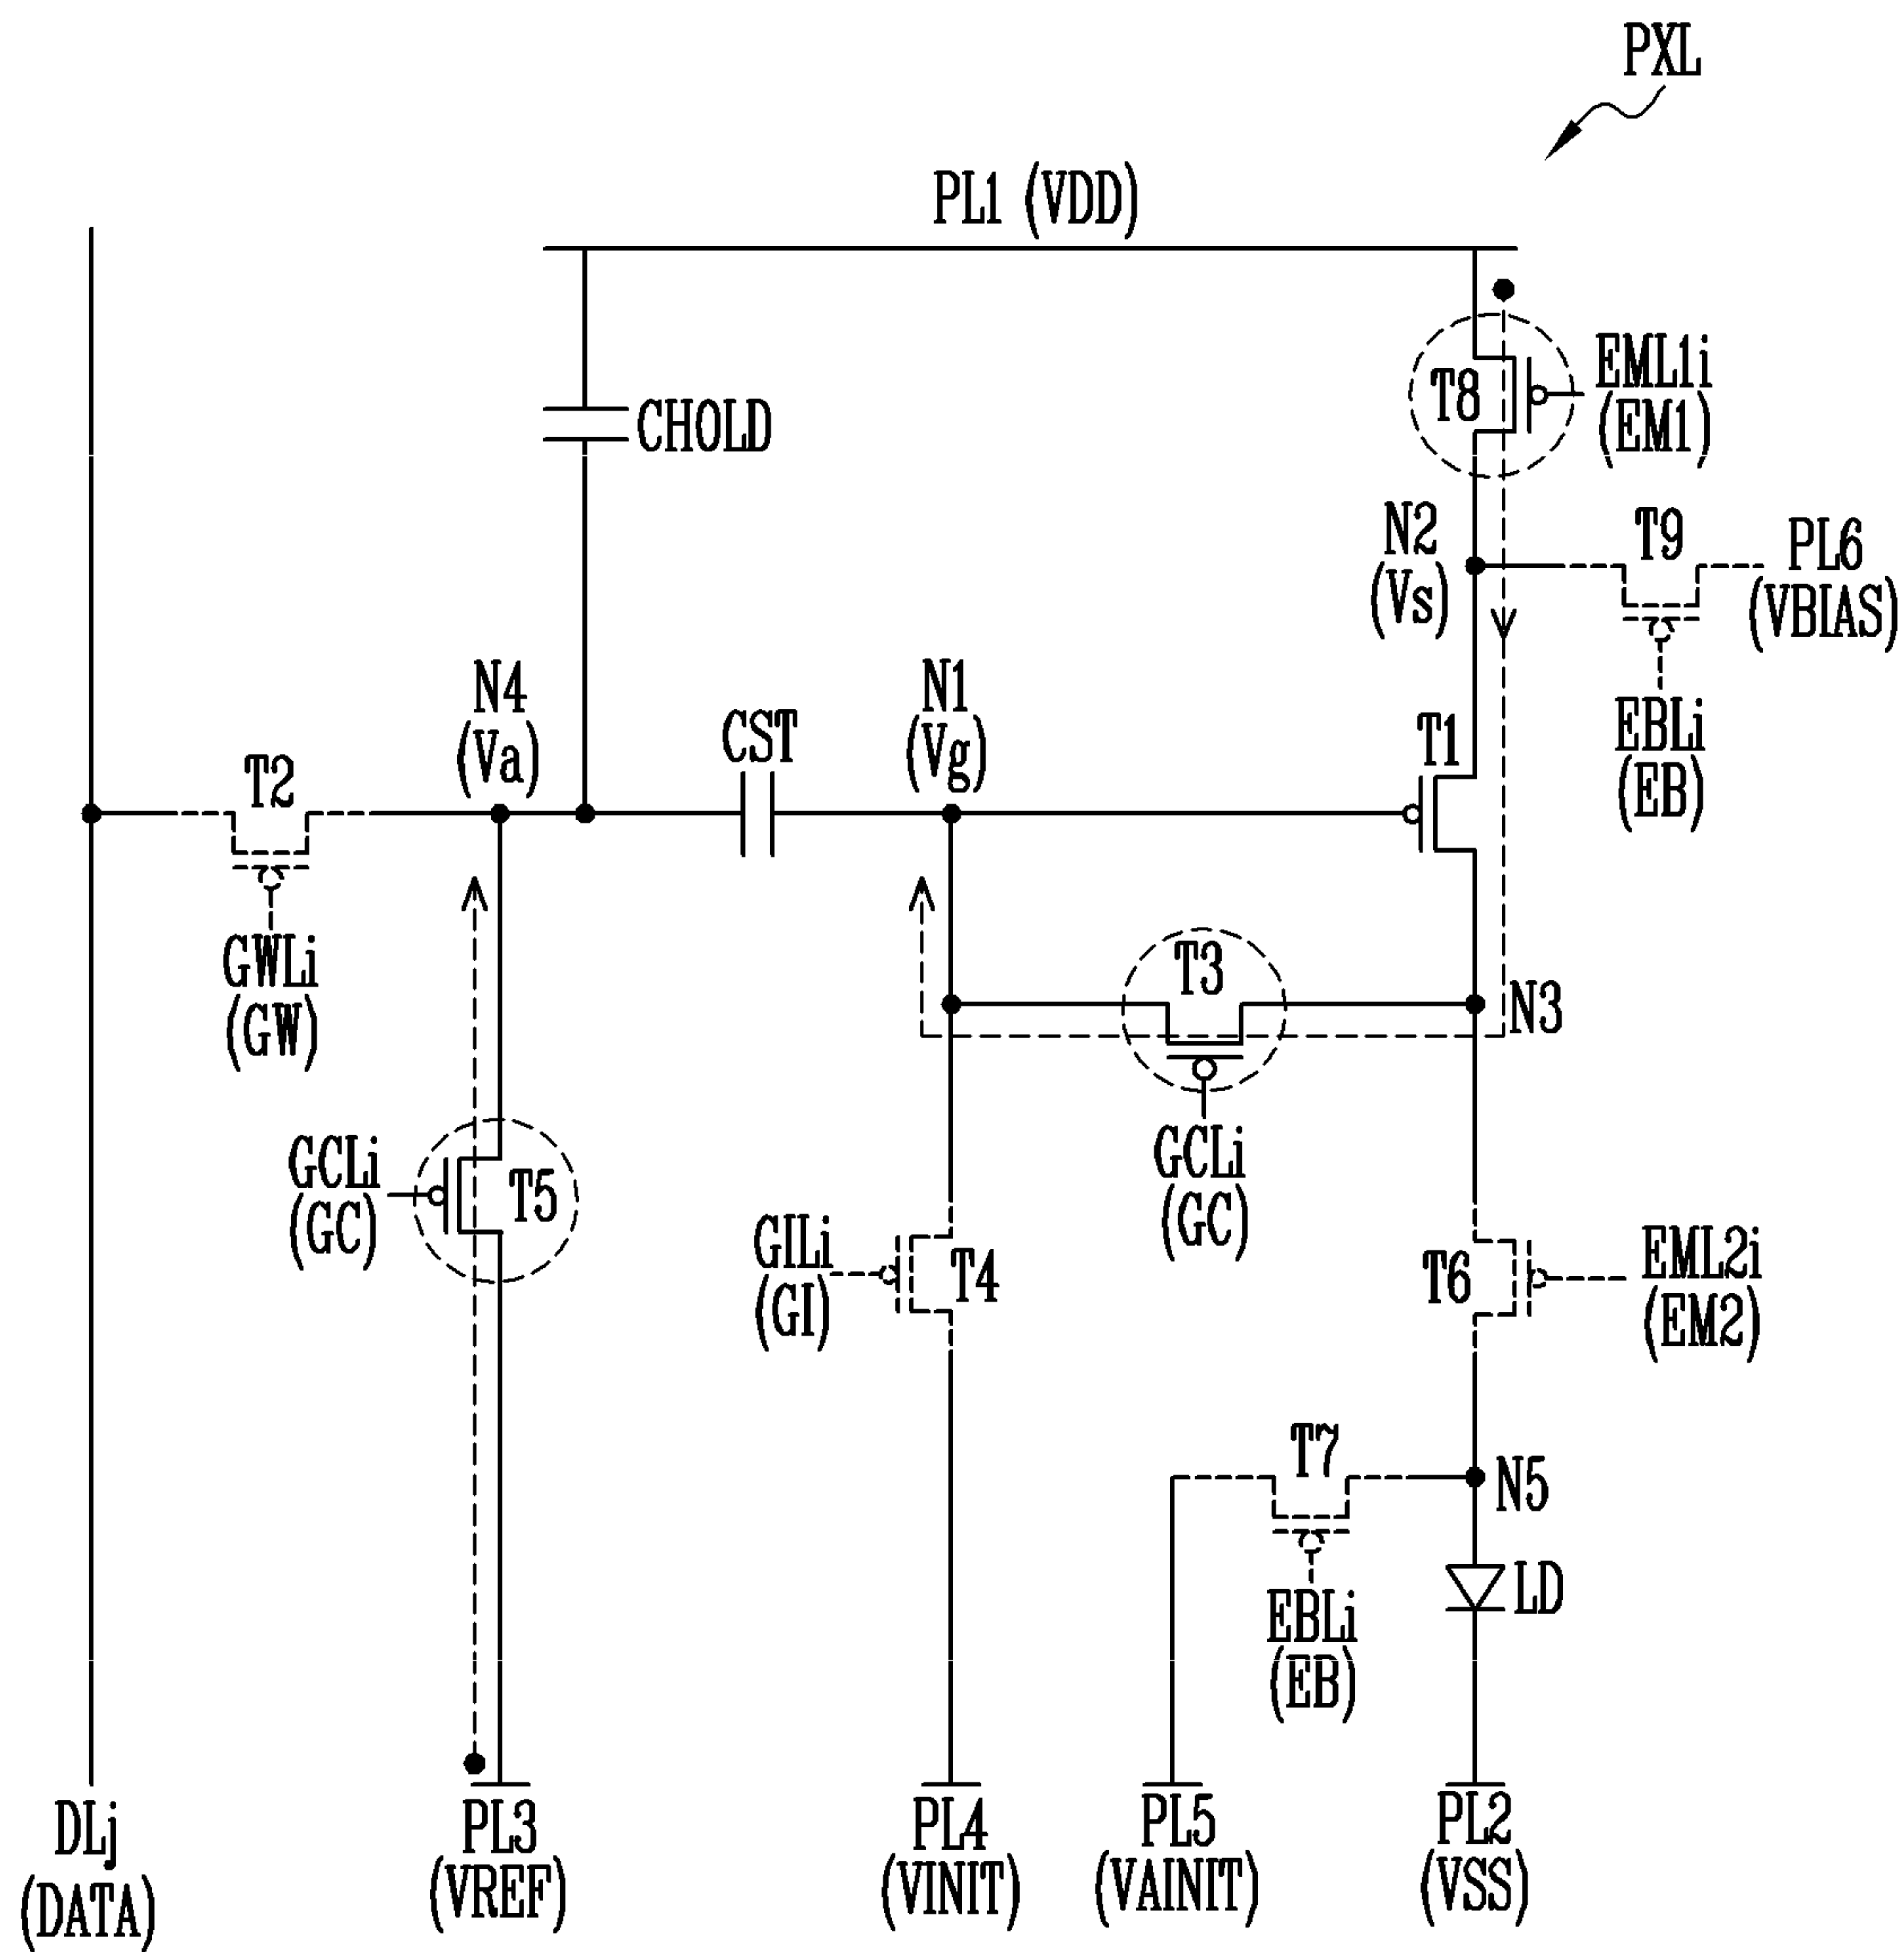 PXL
PL1 (VDD)
CHOLD
T8
EML1i
(EM1)
N2
(Vs)
T9
PL6
(VBIAS)
EBLi
(EB)
N4
(Va)
CST
N1
(Vg)
T1
T2
GWLi
(GW)
T3
N3
GCLi
(GC)
T5
GCLi
(GC)
GILi
(GI)
T4
T6
EML2i
(EM2)
T7
N5
EBLi
(EB)
LD
DLj
(DATA)
PL3
(VREF)
PL4
(VINIT)
PL5
(VAINIT)
PL2
(VSS)